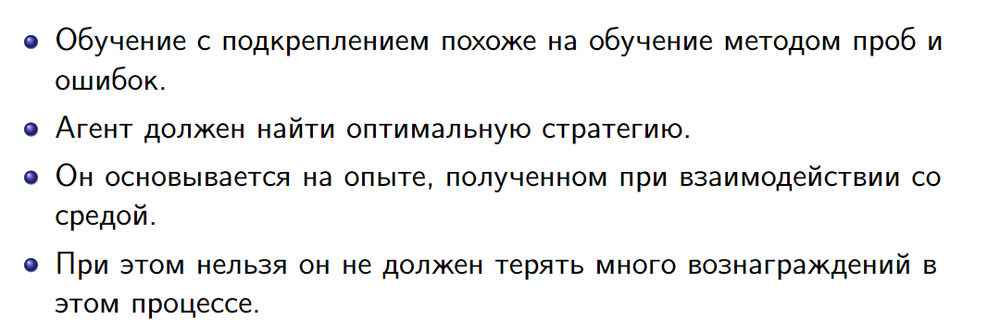 Обучение с подкреплением похоже на обучение методом проб и
ошибок.
Агент должен найти оптимальную стратегию.
Он основывается на опыте, полученном при взаимодействии со
средой.
При этом нельзя он не должен терять много вознаграждений в
этом процессе.